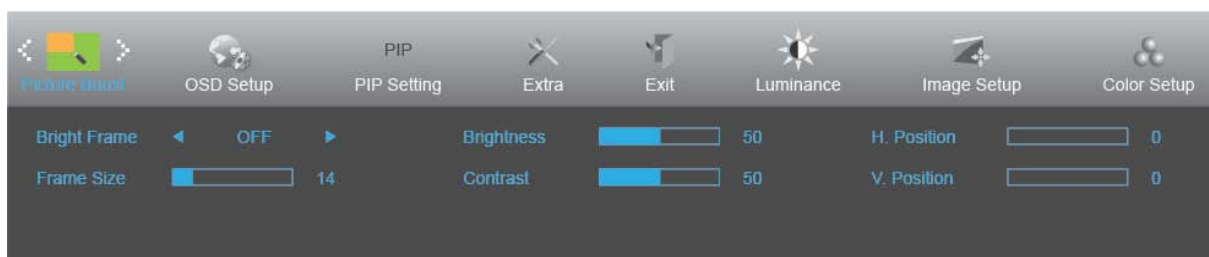 PIP
Picture Boost OSD Setup PIP Setting Extra Exit Luminance Image Setup Color Setup
Bright Frame OFF Brightness 50 H. Position 0
Frame Size 14 Contrast 50 V. Position 0